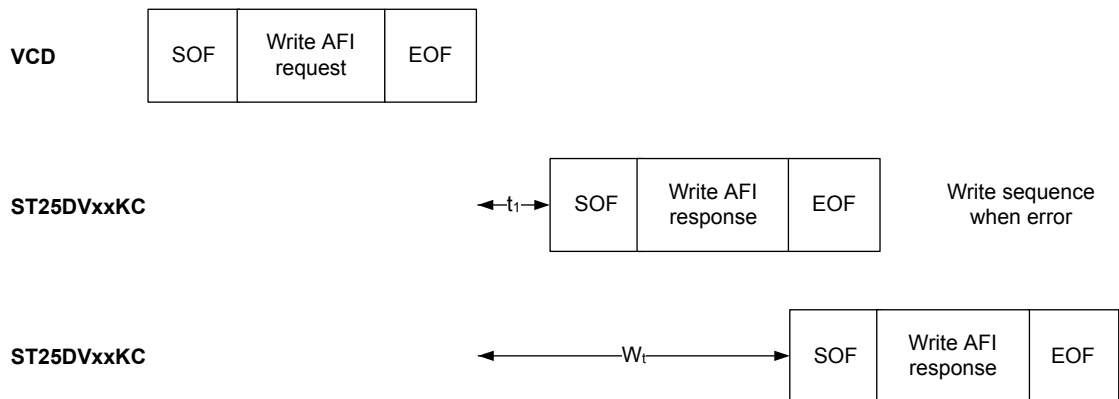 VCD
SOF
Write AFI
request
EOF
ST25DVxxKC
t1
SOF
Write AFI
response
EOF
Write sequence
when error
ST25DVxxKC
Wt
SOF
Write AFI
response
EOF